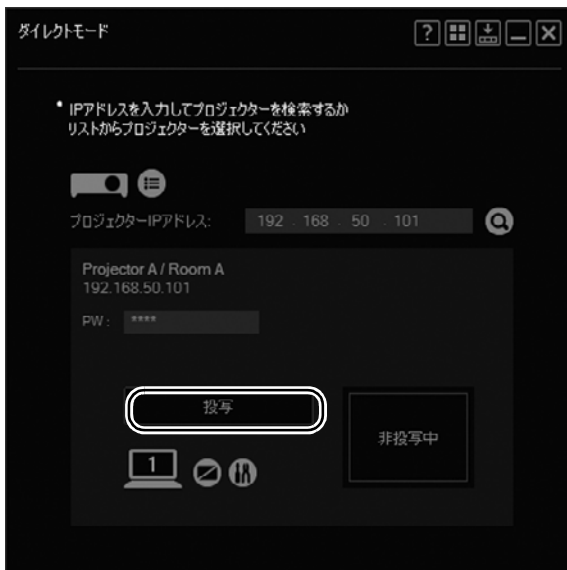 ダイレクトモード
?
* IPアドレスを入力してプロジェクターを検索するか
リストからプロジェクターを選択してください
プロジェクターIPアドレス: 192 . 168 . 50 . 101
Projector A / Room A
192.168.50.101
PW : ****
投写
非投写中
1